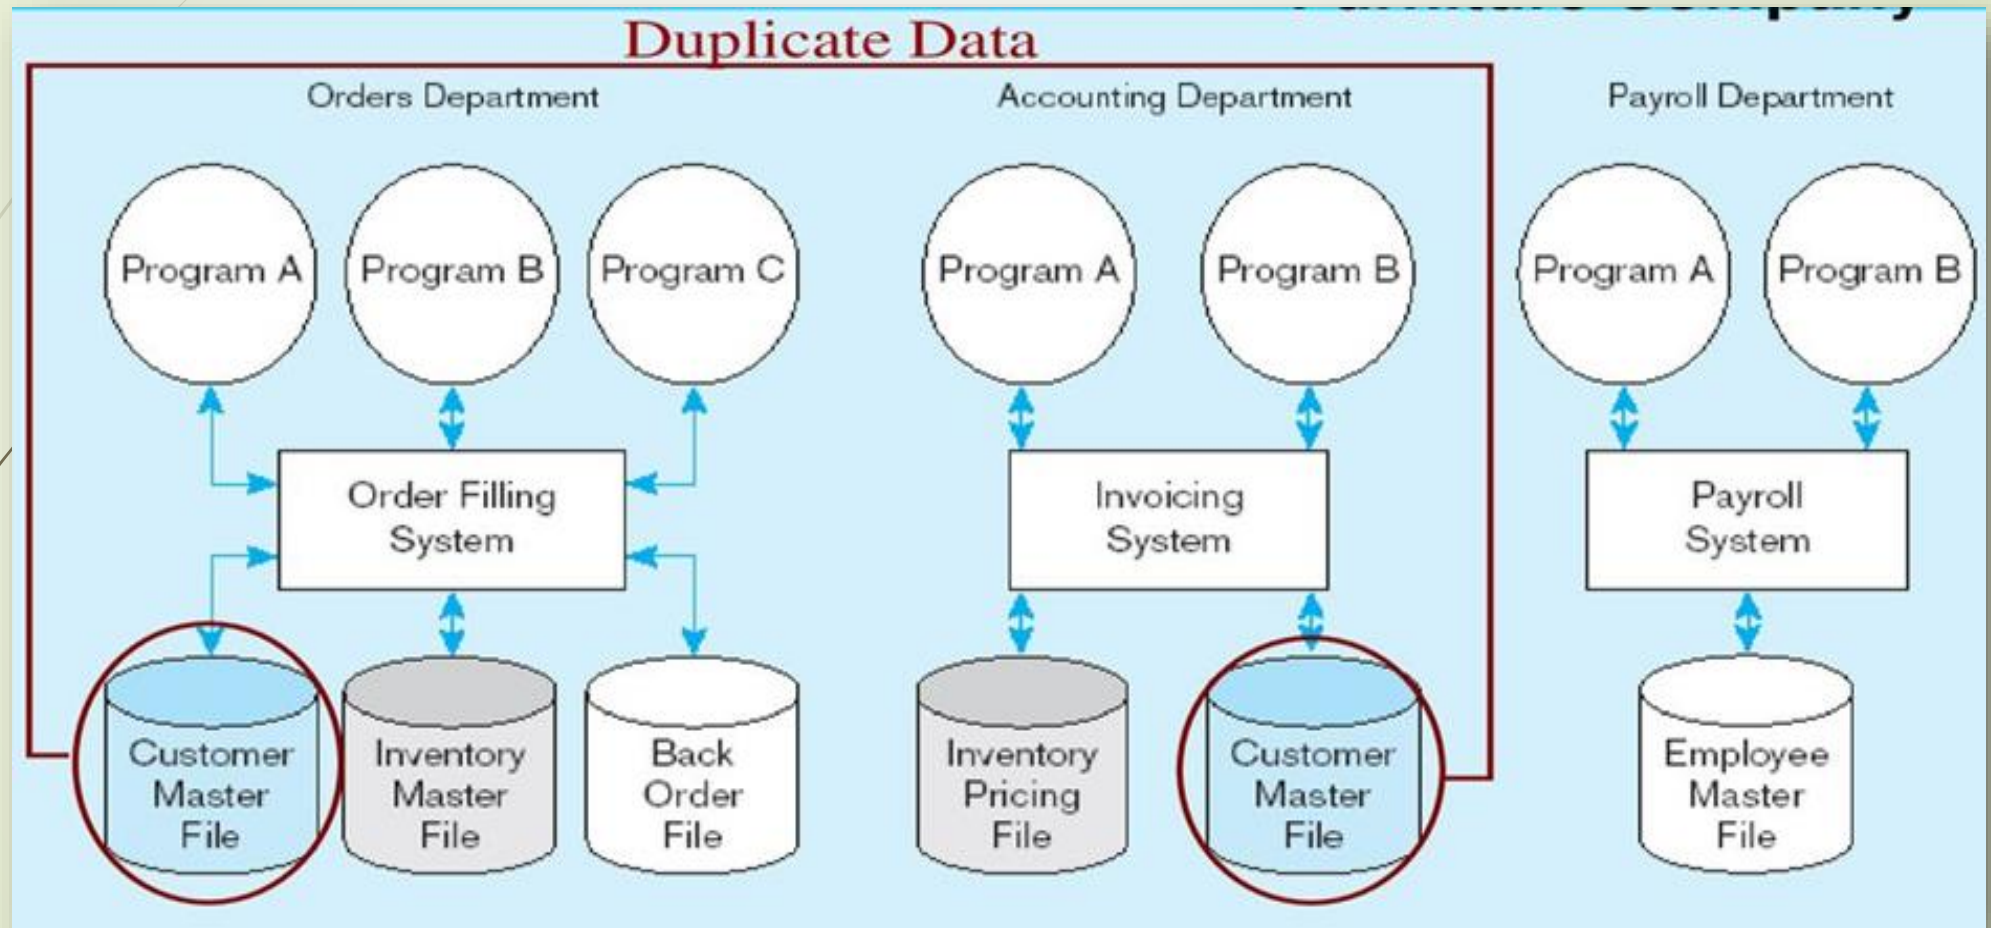 Duplicate Data
Orders Department
Accounting Department
Payroll Department
Program A
Program B
Program C
Program A
Program B
Program A
Program B
Order Filling
System
Invoicing
System
Payroll
System
Customer
Master
File
Inventory
Master
File
Back
Order
File
Inventory
Pricing
File
Customer
Master
File
Employee
Master
File